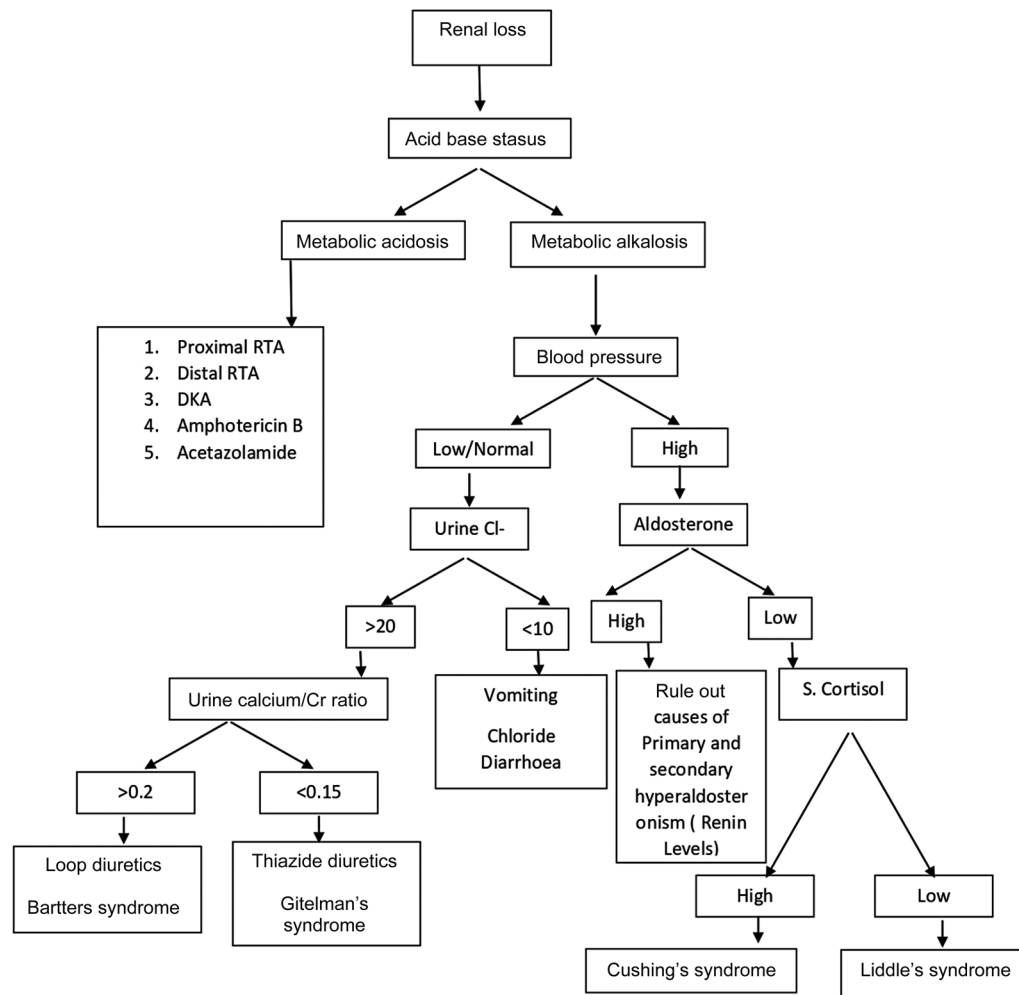 Renal loss
Acid base stasus
Metabolic acidosis
Metabolic alkalosis
1. Proximal RTA
2. Distal RTA
3. DKA
4. Amphotericin B
5. Acetazolamide
Blood pressure
Low/Normal
High
Urine Cl-
Aldosterone
>20
<10
High
Low
Urine calcium/Cr ratio
Vomiting
Chloride
Diarrhoea
Rule out
causes of
Primary and
secondary
hyperaldoster
onism ( Renin
Levels)
S. Cortisol
>0.2
<0.15
Loop diuretics
Bartters syndrome
Thiazide diuretics
Gitelman’s
syndrome
High
Low
Cushing’s syndrome
Liddle’s syndrome